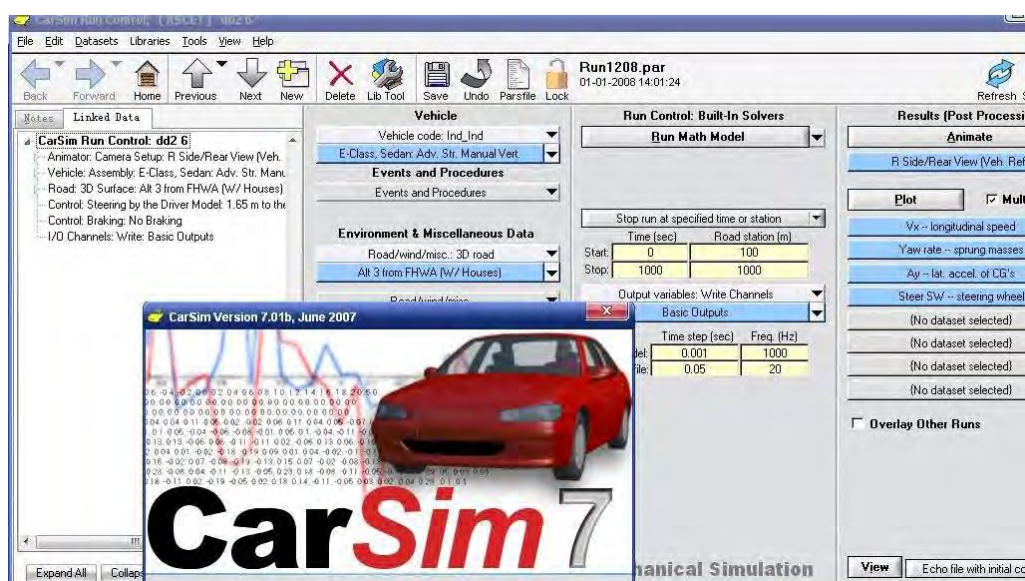 CarSim Run Control; { ASCET } dd2 6
File Edit Datasets Libraries Tools View Help
Back Forward Home Previous Next New Delete Lib Tool Save Undo Parsfile Lock
Run1208.par
01-01-2008 14:01:24
Refresh
Notes Linked Data
CarSim Run Control: dd2 6
Animator: Camera Setup: R Side/Rear View (Veh.
Vehicle: Assembly: E-Class, Sedan: Adv. Str. Manu
Road: 3D Surface: Alt 3 from FHWA (W/ Houses)
Control: Steering by the Driver Model: 1.65 m to the
Control: Braking: No Braking
I/O Channels: Write: Basic Outputs
Expand All
Vehicle
Vehicle code: Ind_Ind
E-Class, Sedan: Adv. Str. Manual Vert
Events and Procedures
Events and Procedures
Environment & Miscellaneous Data
Road/wind/misc.: 3D road
Alt 3 from FHWA (W/ Houses)
Run Control: Built-In Solvers
Run Math Model
Stop run at specified time or station
Time (sec) Road station (m)
Start: 0 100
Stop: 1000 1000
Output variables: Write Channels
Basic Outputs
Time step (sec) Freq. (Hz)
0.001 1000
0.05 20
Results (Post Processi
Animate
R Side/Rear View (Veh. Ref
Plot
Vx -- longitudinal speed
Yaw rate -- sprung masses
Ay -- lat. accel. of CG's
Steer SW -- steering wheel
{No dataset selected}
{No dataset selected}
{No dataset selected}
{No dataset selected}
Overlay Other Runs
View Echo file with initial co
CarSim Version 7.01b, June 2007
CarSim 7
hanical Simulation